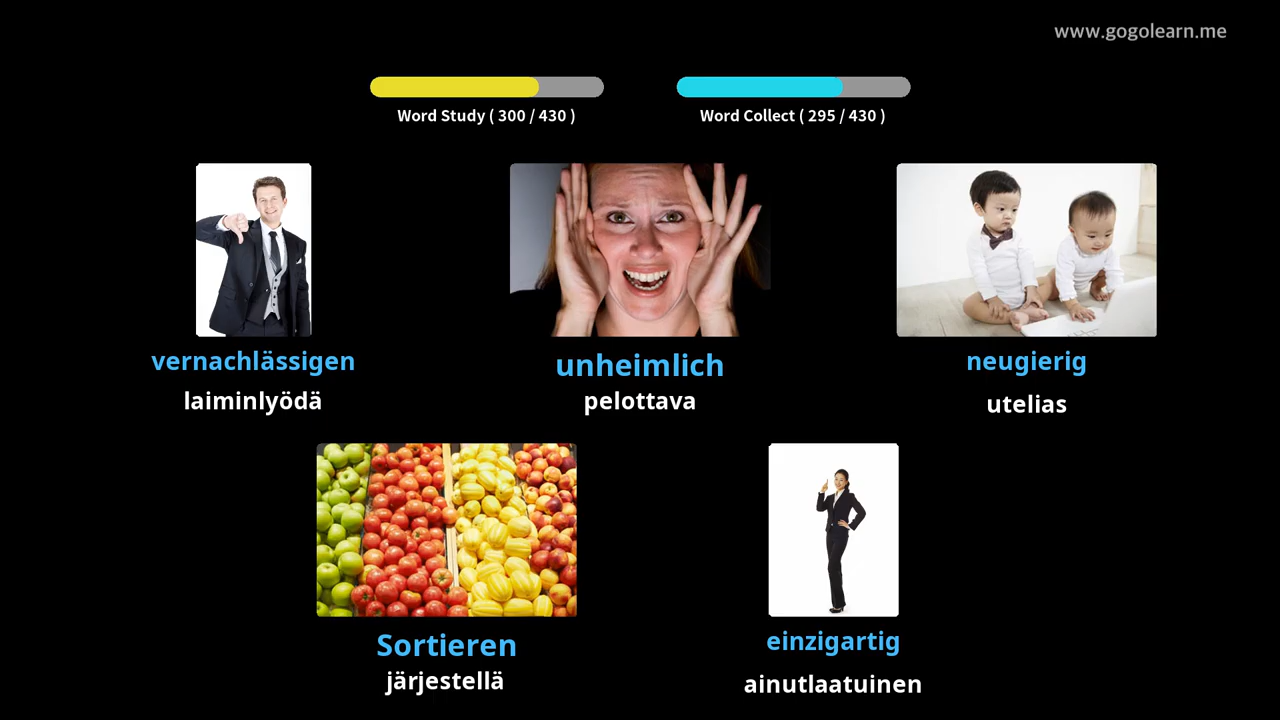 www.gogolearn.me
Word Study ( 300 / 430 )
Word Collect ( 295 / 430 )
vernachlässigen
laiminlyödä
unheimlich
pelottava
neugierig
utelias
Sortieren
järjestellä
einzigartig
ainutlaatuinen